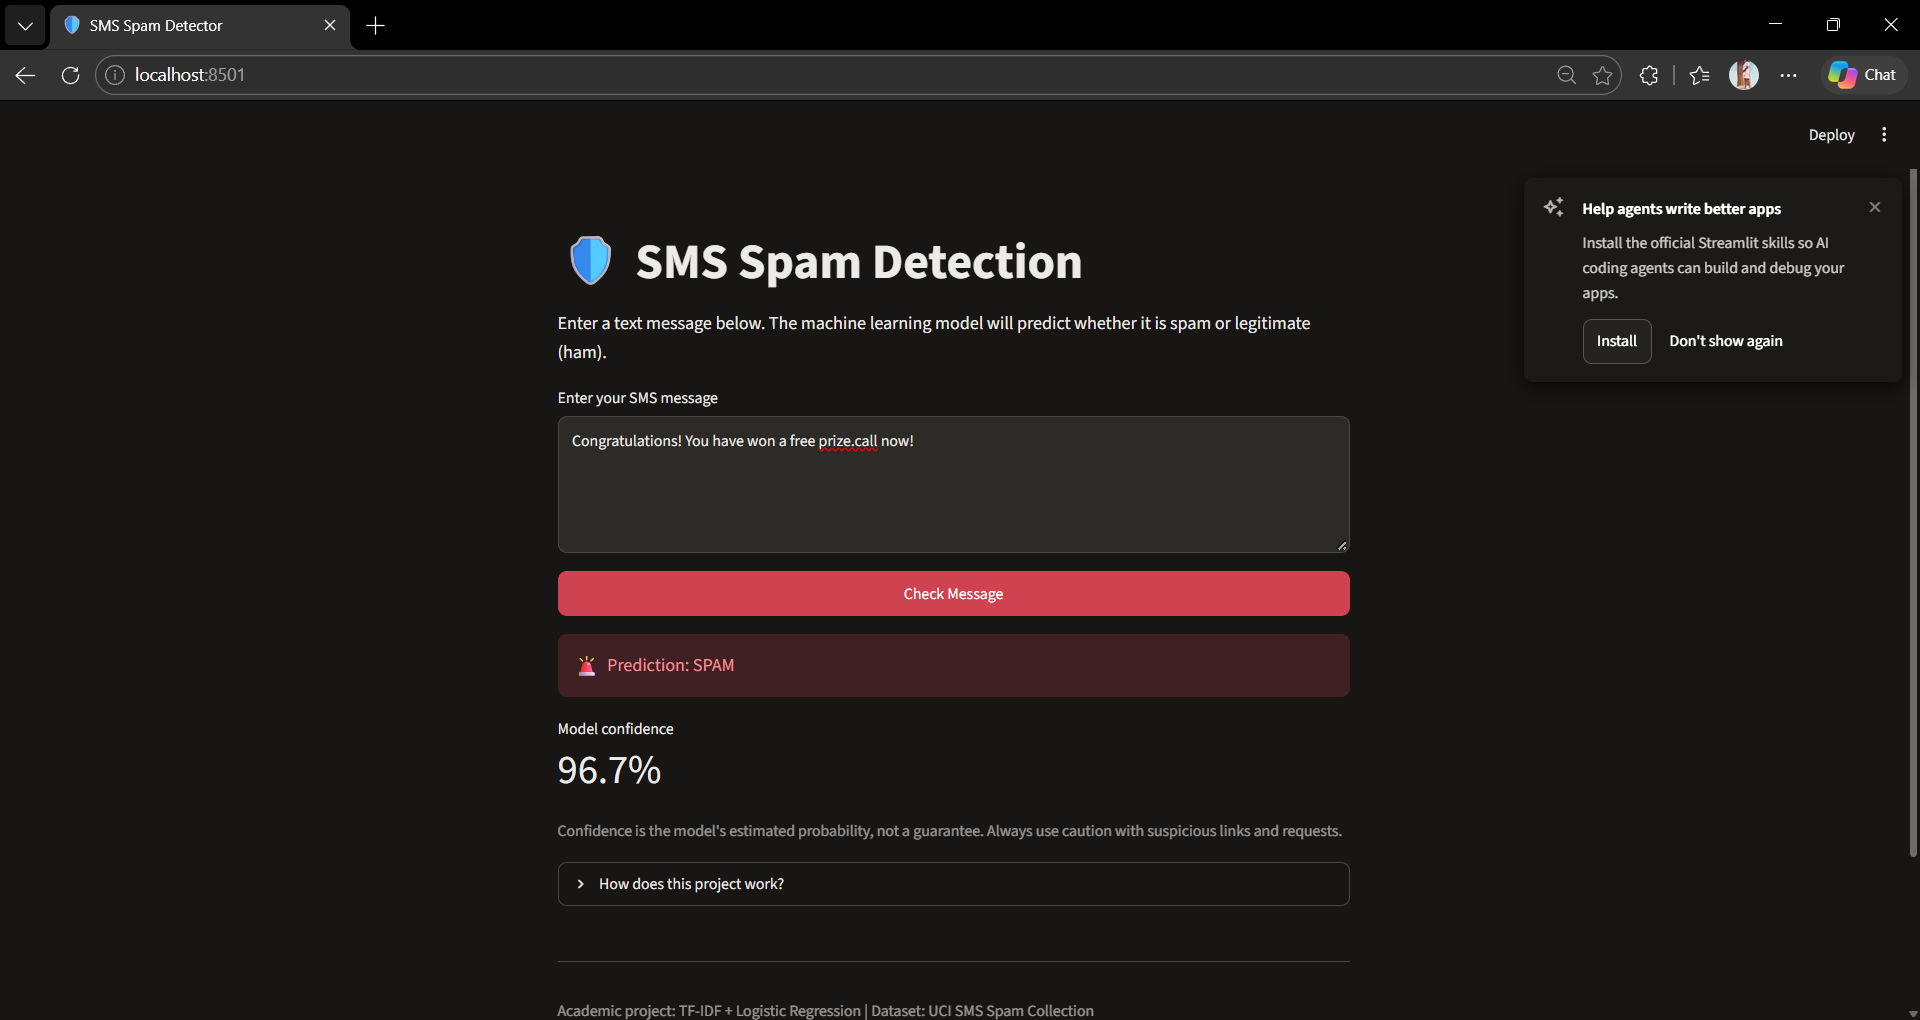 SMS Spam Detector
localhost:8501
Chat
Deploy
Help agents write better apps
Install the official Streamlit skills so AI
coding agents can build and debug your
apps.
Install
Don't show again
SMS Spam Detection
Enter a text message below. The machine learning model will predict whether it is spam or legitimate
(ham).
Enter your SMS message
Congratulations! You have won a free prize.call now!
Check Message
Prediction: SPAM
Model confidence
96.7%
Confidence is the model's estimated probability, not a guarantee. Always use caution with suspicious links and requests.
How does this project work?
Academic project: TF-IDF + Logistic Regression | Dataset: UCI SMS Spam Collection